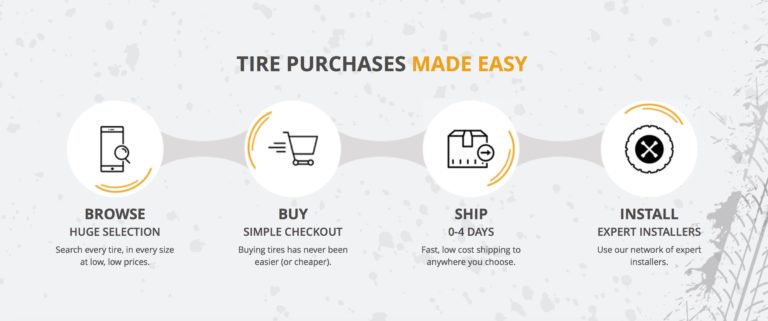 TIRE PURCHASES MADE EASY
BROWSE
HUGE SELECTION
Search every tire, in every size
at low, low prices.
BUY
SIMPLE CHECKOUT
Buying tires has never been
easier (or cheaper).
SHIP
0-4 DAYS
Fast, low cost shipping to
anywhere you choose.
INSTALL
EXPERT INSTALLERS
Use our network of expert
installers.